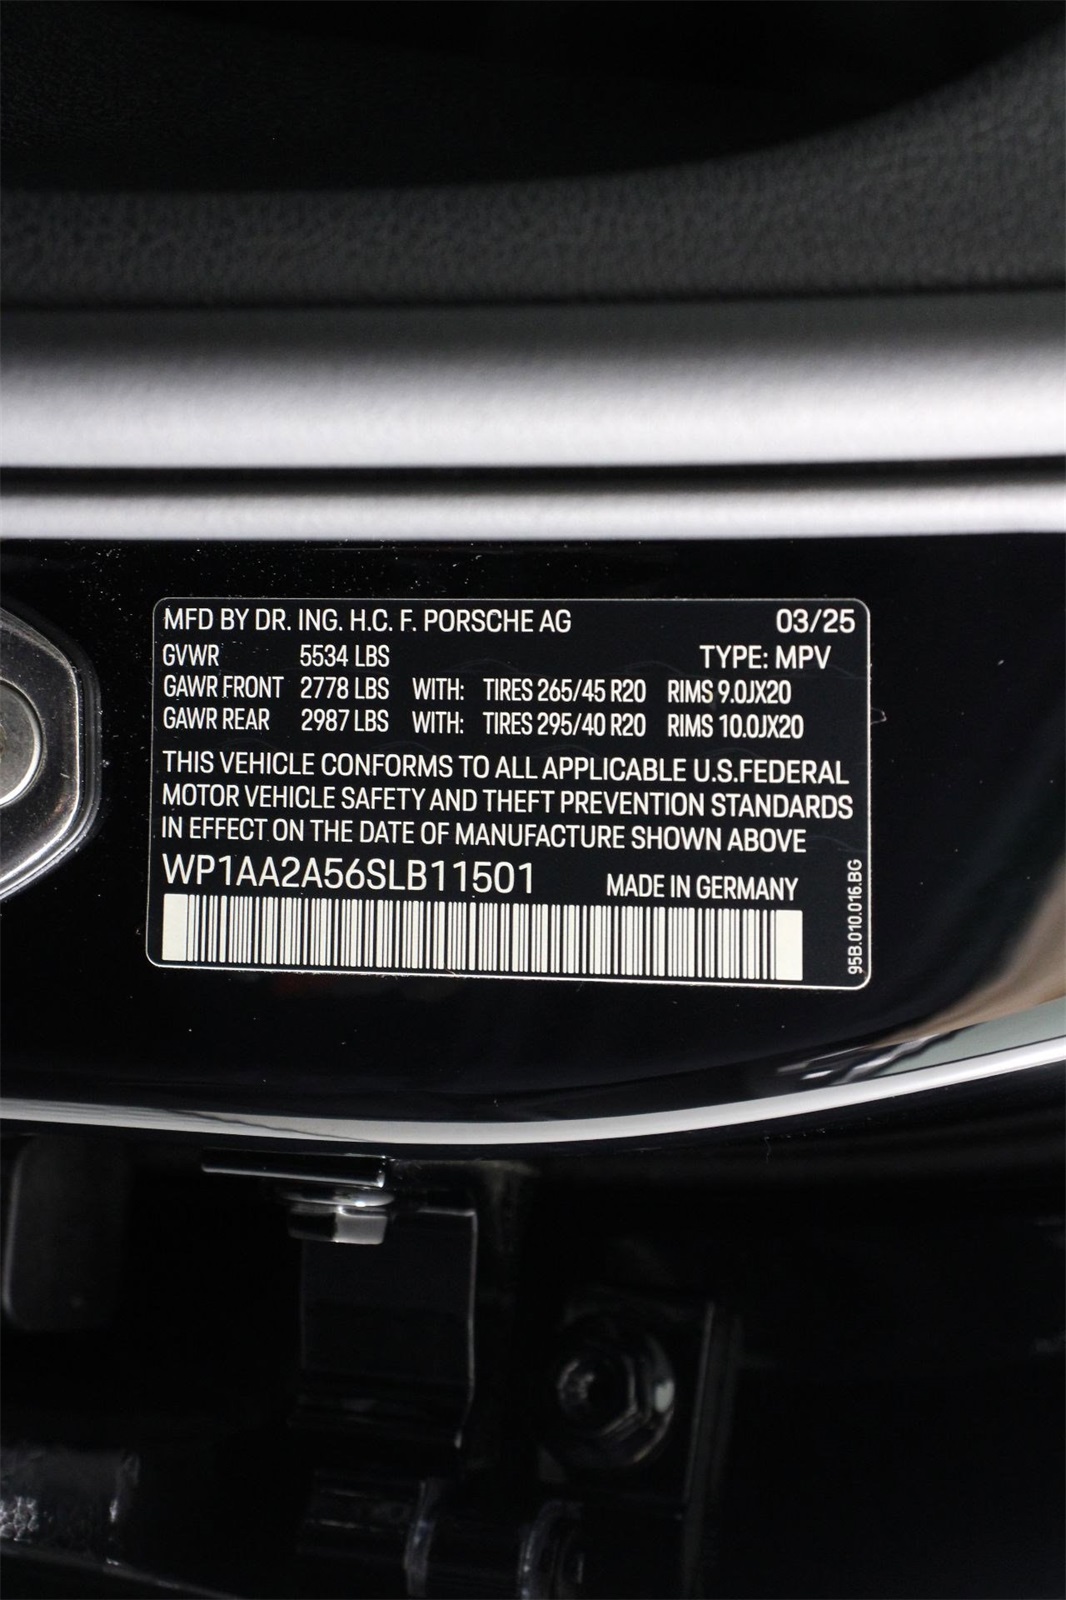 MFD BY DR. ING. H.C. F. PORSCHE AG 03/25
GVWR 5534 LBS TYPE: MPV
GAWR FRONT 2778 LBS WITH: TIRES 265/45 R20 RIMS 9.0JX20
GAWR REAR 2987 LBS WITH: TIRES 295/40 R20 RIMS 10.0JX20
THIS VEHICLE CONFORMS TO ALL APPLICABLE U.S.FEDERAL
MOTOR VEHICLE SAFETY AND THEFT PREVENTION STANDARDS
IN EFFECT ON THE DATE OF MANUFACTURE SHOWN ABOVE
WP1AA2A56SLB11501 MADE IN GERMANY
95B.010.016.BG